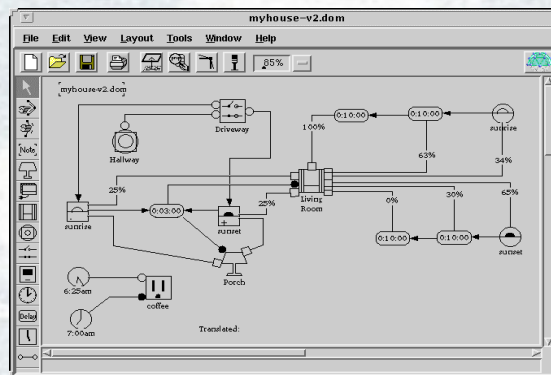 myhouse-v2.dom
File Edit View Layout Tools Window Help
85%
myhouse-v2.dom
Driveway
Hallway
0:10:00
0:10:00
sunrise
100%
63%
34%
25%
sunrise
0:03:00
sunset
25%
Living
Room
0%
30%
65%
0:10:00
0:10:00
sunset
Porch
6:25am
7:00am
coffee
Translated:
Note
Delay